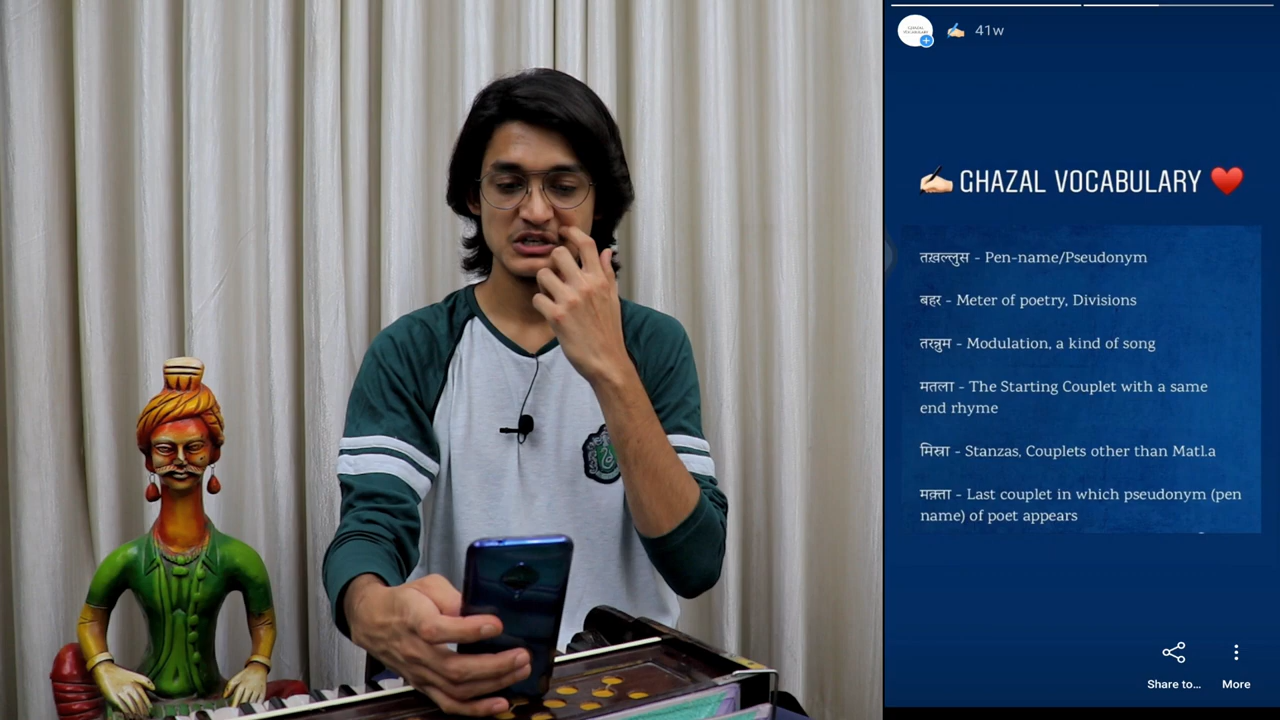 41w
GHAZAL VOCABULARY
तख़ल्लुस - Pen-name/Pseudonym
बहर - Meter of poetry, Divisions
तरन्नुम - Modulation, a kind of song
मतला - The Starting Couplet with a same
end rhyme
मिस्रा - Stanzas, Couplets other than Matl.a
मक़्ता - Last couplet in which pseudonym (pen
name) of poet appears
Share to...
More